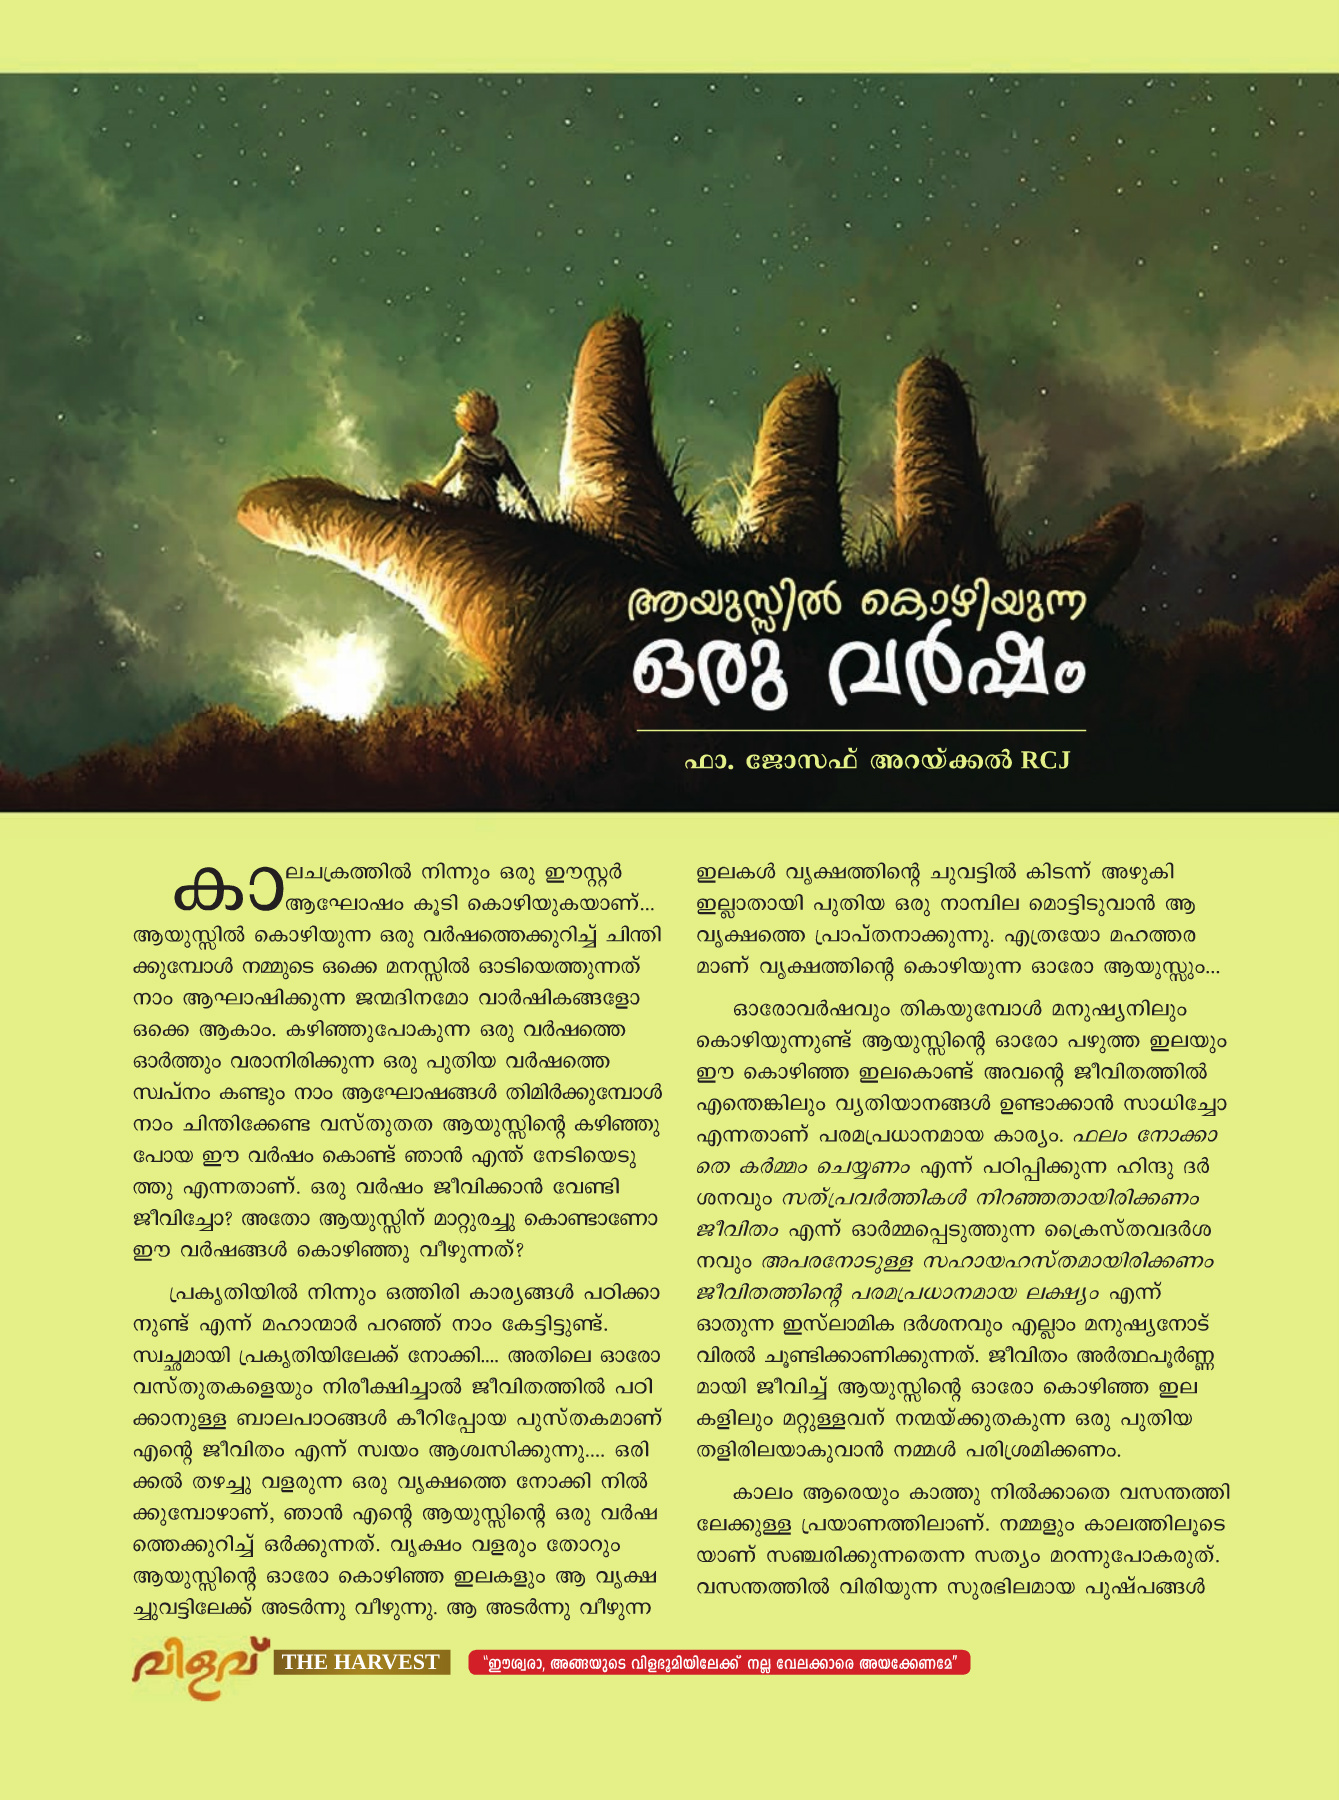 ആയുസ്സിൽ കൊഴിയുന്ന
ഒരു വർഷം
ഫാ. ജോസഫ് അറയ്ക്കൽ RCJ
കാലചക്രത്തിൽ നിന്നും ഒരു ഈസ്റ്റർ
ആഘോഷം കൂടി കൊഴിയുകയാണ്...
ആയുസ്സിൽ കൊഴിയുന്ന ഒരു വർഷത്തെക്കുറിച്ച് ചിന്തി
ക്കുമ്പോൾ നമ്മുടെ ഒക്കെ മനസ്സിൽ ഓടിയെത്തുന്നത്
നാം ആഘാഷിക്കുന്ന ജന്മദിനമോ വാർഷികങ്ങളോ
ഒക്കെ ആകാം. കഴിഞ്ഞുപോകുന്ന ഒരു വർഷത്തെ
ഓർത്തും വരാനിരിക്കുന്ന ഒരു പുതിയ വർഷത്തെ
സ്വപ്നം കണ്ടും നാം ആഘോഷങ്ങൾ തിമിർക്കുമ്പോൾ
നാം ചിന്തിക്കേണ്ട വസ്തുതത ആയുസ്സിന്റെ കഴിഞ്ഞു
പോയ ഈ വർഷം കൊണ്ട് ഞാൻ എന്ത് നേടിയെടു
ത്തു എന്നതാണ്. ഒരു വർഷം ജീവിക്കാൻ വേണ്ടി
ജീവിച്ചോ? അതോ ആയുസ്സിന് മാറ്റുരച്ചു കൊണ്ടാണോ
ഈ വർഷങ്ങൾ കൊഴിഞ്ഞു വീഴുന്നത്?
പ്രകൃതിയിൽ നിന്നും ഒത്തിരി കാര്യങ്ങൾ പഠിക്കാ
നുണ്ട് എന്ന് മഹാന്മാർ പറഞ്ഞ് നാം കേട്ടിട്ടുണ്ട്.
സ്വച്ഛമായി പ്രകൃതിയിലേക്ക് നോക്കി.... അതിലെ ഓരോ
വസ്തുതകളെയും നിരീക്ഷിച്ചാൽ ജീവിതത്തിൽ പഠി
ക്കാനുള്ള ബാലപാഠങ്ങൾ കീറിപ്പോയ പുസ്തകമാണ്
എന്റെ ജീവിതം എന്ന് സ്വയം ആശ്വസിക്കുന്നു.... ഒരി
ക്കൽ തഴച്ചു വളരുന്ന ഒരു വൃക്ഷത്തെ നോക്കി നിൽ
ക്കുമ്പോഴാണ്, ഞാൻ എന്റെ ആയുസ്സിന്റെ ഒരു വർഷ
ത്തെക്കുറിച്ച് ഒർക്കുന്നത്. വൃക്ഷം വളരും തോറും
ആയുസ്സിന്റെ ഓരോ കൊഴിഞ്ഞ ഇലകളും ആ വൃക്ഷ
ച്ചുവട്ടിലേക്ക് അടർന്നു വീഴുന്നു. ആ അടർന്നു വീഴുന്ന
ഇലകൾ വൃക്ഷത്തിന്റെ ചുവട്ടിൽ കിടന്ന് അഴുകി
ഇല്ലാതായി പുതിയ ഒരു നാമ്പില മൊട്ടിടുവാൻ ആ
വൃക്ഷത്തെ പ്രാപ്തനാക്കുന്നു. എത്രയോ മഹത്തര
മാണ് വൃക്ഷത്തിന്റെ കൊഴിയുന്ന ഓരോ ആയുസ്സും...
ഓരോവർഷവും തികയുമ്പോൾ മനുഷ്യനിലും
കൊഴിയുന്നുണ്ട് ആയുസ്സിന്റെ ഓരോ പഴുത്ത ഇലയും
ഈ കൊഴിഞ്ഞ ഇലകൊണ്ട് അവന്റെ ജീവിതത്തിൽ
എന്തെങ്കിലും വ്യതിയാനങ്ങൾ ഉണ്ടാക്കാൻ സാധിച്ചോ
എന്നതാണ് പരമപ്രധാനമായ കാര്യം. ഫലം നോക്കാ
തെ കർമ്മം ചെയ്യണം എന്ന് പഠിപ്പിക്കുന്ന ഹിന്ദു ദർ
ശനവും സത്പ്രവർത്തികൾ നിറഞ്ഞതായിരിക്കണം
ജീവിതം എന്ന് ഓർമ്മപ്പെടുത്തുന്ന ക്രൈസ്തവദർശ
നവും അപരനോടുള്ള സഹായഹസ്തമായിരിക്കണം
ജീവിതത്തിന്റെ പരമപ്രധാനമായ ലക്ഷ്യം എന്ന്
ഓതുന്ന ഇസ്ലാമിക ദർശനവും എല്ലാം മനുഷ്യനോട്
വിരൽ ചൂണ്ടിക്കാണിക്കുന്നത്. ജീവിതം അർത്ഥപൂർണ്ണ
മായി ജീവിച്ച് ആയുസ്സിന്റെ ഓരോ കൊഴിഞ്ഞ ഇല
കളിലും മറ്റുള്ളവന് നന്മയ്ക്കുതകുന്ന ഒരു പുതിയ
തളിരിലയാകുവാൻ നമ്മൾ പരിശ്രമിക്കണം.
കാലം ആരെയും കാത്തു നിൽക്കാതെ വസന്തത്തി
ലേക്കുള്ള പ്രയാണത്തിലാണ്. നമ്മളും കാലത്തിലൂടെ
യാണ് സഞ്ചരിക്കുന്നതെന്ന സത്യം മറന്നുപോകരുത്.
വസന്തത്തിൽ വിരിയുന്ന സുരഭിലമായ പുഷ്പങ്ങൾ
വിളവ് THE HARVEST "ഈശ്വരാ, അങ്ങയുടെ വിളഭൂമിയിലേക്ക് നല്ല വേലക്കാരെ അയക്കേണമേ"